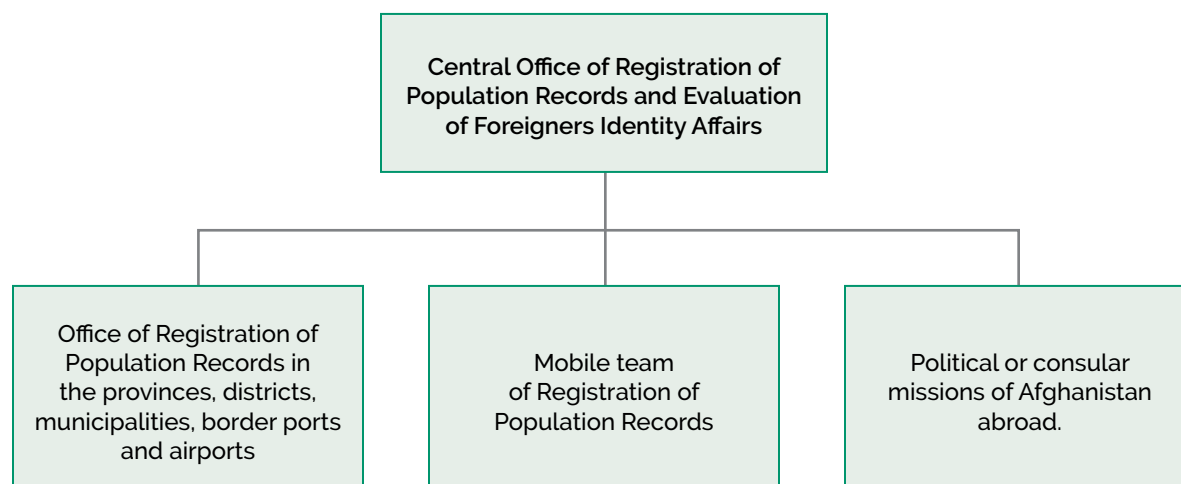 Central Office of Registration of
Population Records and Evaluation
of Foreigners Identity Affairs
Office of Registration of
Population Records in
the provinces, districts,
municipalities, border ports
and airports
Mobile team
of Registration of
Population Records
Political or consular
missions of Afghanistan
abroad.